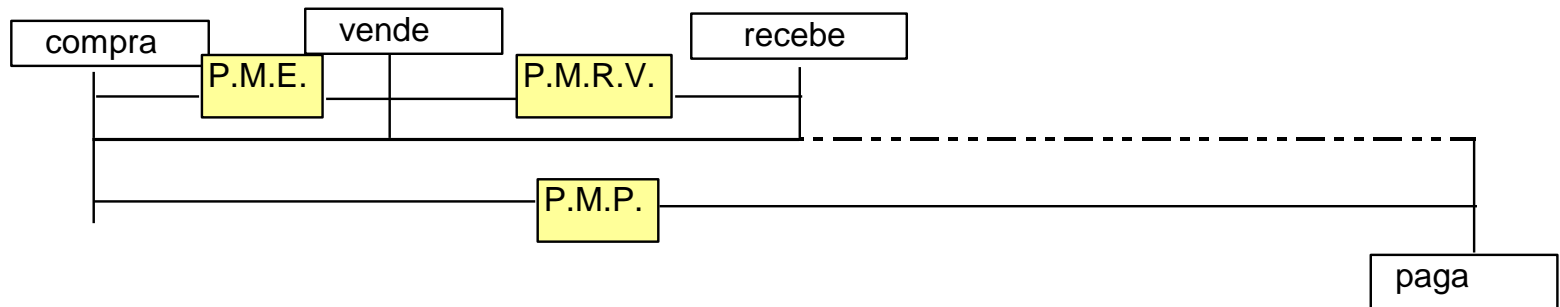 compra
vende
recebe
P.M.E.
P.M.R.V.
P.M.P.
paga